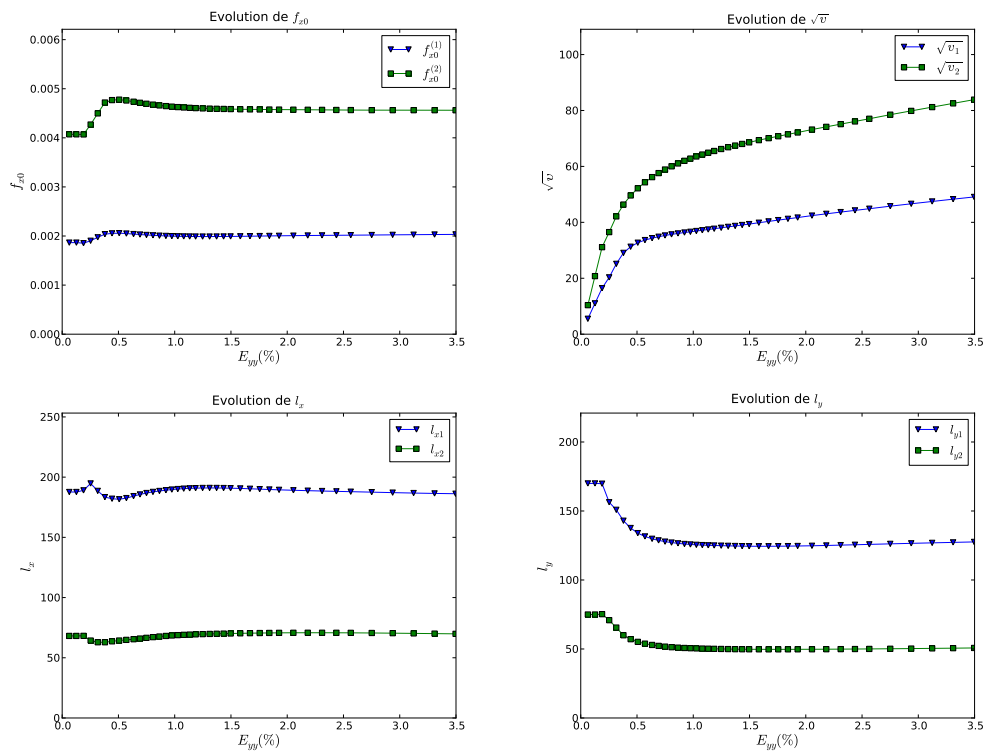 Evolution de $f_{x0}$
0.006
0.005
0.004
0.003
0.002
0.001
0.000
$f_{x0}$
$f_{x0}^{(1)}$
$f_{x0}^{(2)}$
0.0 0.5 1.0 1.5 2.0 2.5 3.0 3.5
$E_{yy}(\%)$
Evolution de $\sqrt{v}$
100
80
60
40
20
0
$\sqrt{v}$
$\sqrt{v_1}$
$\sqrt{v_2}$
0.0 0.5 1.0 1.5 2.0 2.5 3.0 3.5
$E_{yy}(\%)$
Evolution de $l_x$
250
200
150
100
50
0
$l_x$
$l_{x1}$
$l_{x2}$
0.0 0.5 1.0 1.5 2.0 2.5 3.0 3.5
$E_{yy}(\%)$
Evolution de $l_y$
200
150
100
50
0
$l_y$
$l_{y1}$
$l_{y2}$
0.0 0.5 1.0 1.5 2.0 2.5 3.0 3.5
$E_{yy}(\%)$